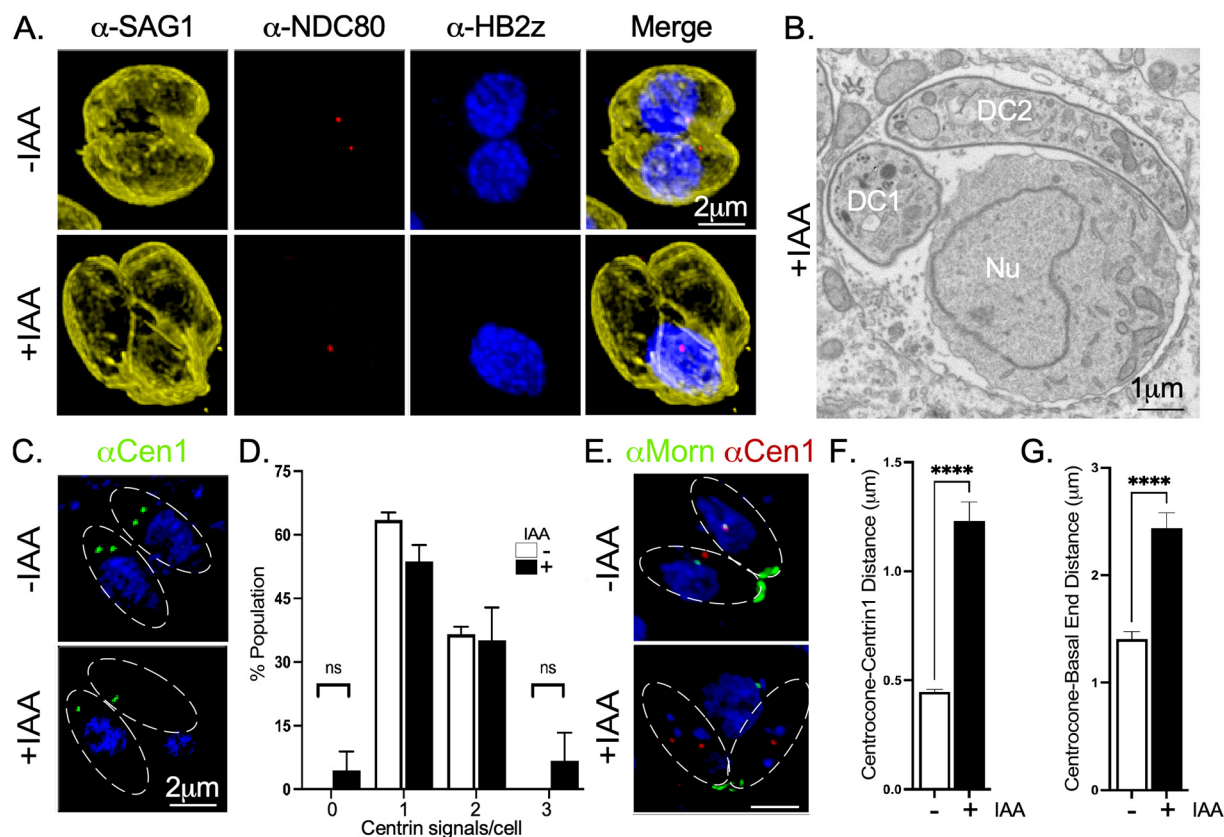 A. α-SAG1 α-NDC80 α-HB2z Merge
-IAA
2μm
+IAA
B.
+IAA
DC2
DC1
Nu
1μm
C. αCen1
-IAA
+IAA
2μm
D.
75
60
45
30
15
0
% Population
IAA
-
+
ns
ns
0 1 2 3
Centrin signals/cell
E. αMorn αCen1
-IAA
+IAA
F.
Centrocone-Centrin1 Distance (μm)
1.5
1.0
0.5
0.0
****
- + IAA
G.
Centrocone-Basal End Distance (μm)
3
2
1
0
****
- + IAA